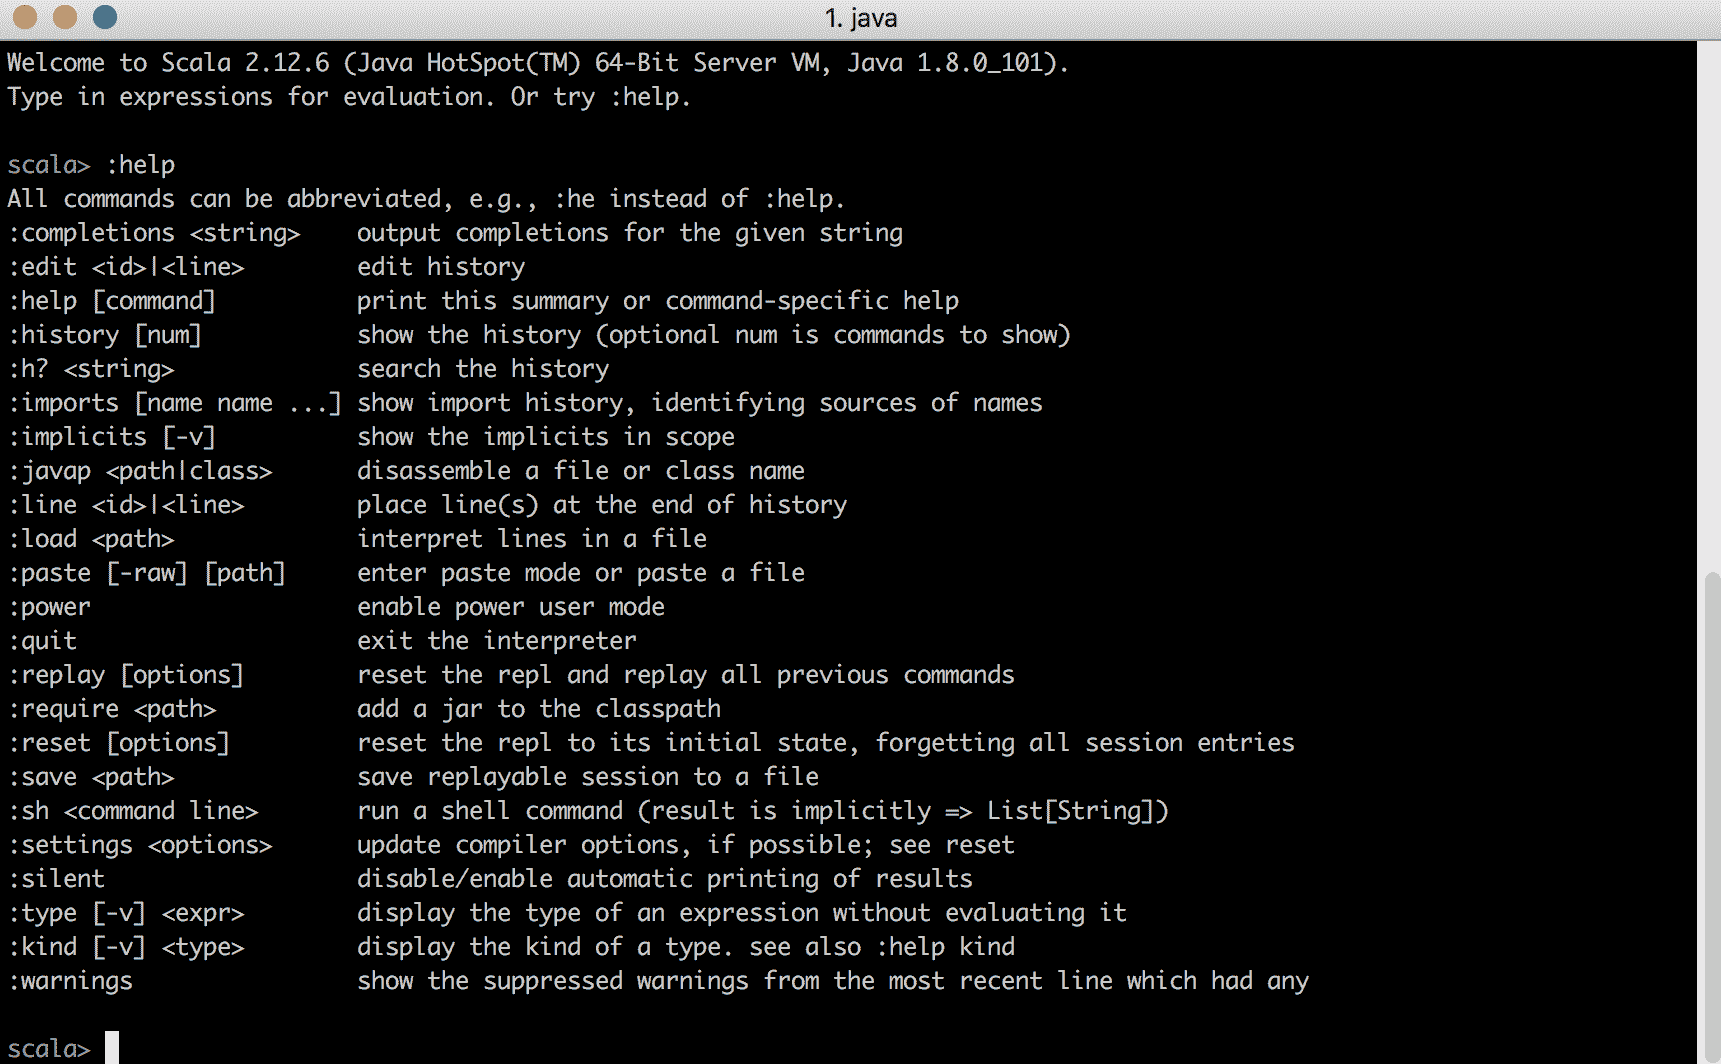 1. java
Welcome to Scala 2.12.6 (Java HotSpot(TM) 64-Bit Server VM, Java 1.8.0_101).
Type in expressions for evaluation. Or try :help.
scala> :help
All commands can be abbreviated, e.g., :he instead of :help.
:completions <string>    output completions for the given string
:edit <id>|<line>        edit history
:help [command]          print this summary or command-specific help
:history [num]           show the history (optional num is commands to show)
:h? <string>             search the history
:imports [name name ...] show import history, identifying sources of names
:implicits [-v]          show the implicits in scope
:javap <path|class>      disassemble a file or class name
:line <id>|<line>        place line(s) at the end of history
:load <path>             interpret lines in a file
:paste [-raw] [path]     enter paste mode or paste a file
:power                   enable power user mode
:quit                    exit the interpreter
:replay [options]        reset the repl and replay all previous commands
:require <path>          add a jar to the classpath
:reset [options]         reset the repl to its initial state, forgetting all session entries
:save <path>             save replayable session to a file
:sh <command line>       run a shell command (result is implicitly => List[String])
:settings <options>      update compiler options, if possible; see reset
:silent                  disable/enable automatic printing of results
:type [-v] <expr>        display the type of an expression without evaluating it
:kind [-v] <type>        display the kind of a type. see also :help kind
:warnings                show the suppressed warnings from the most recent line which had any
scala>